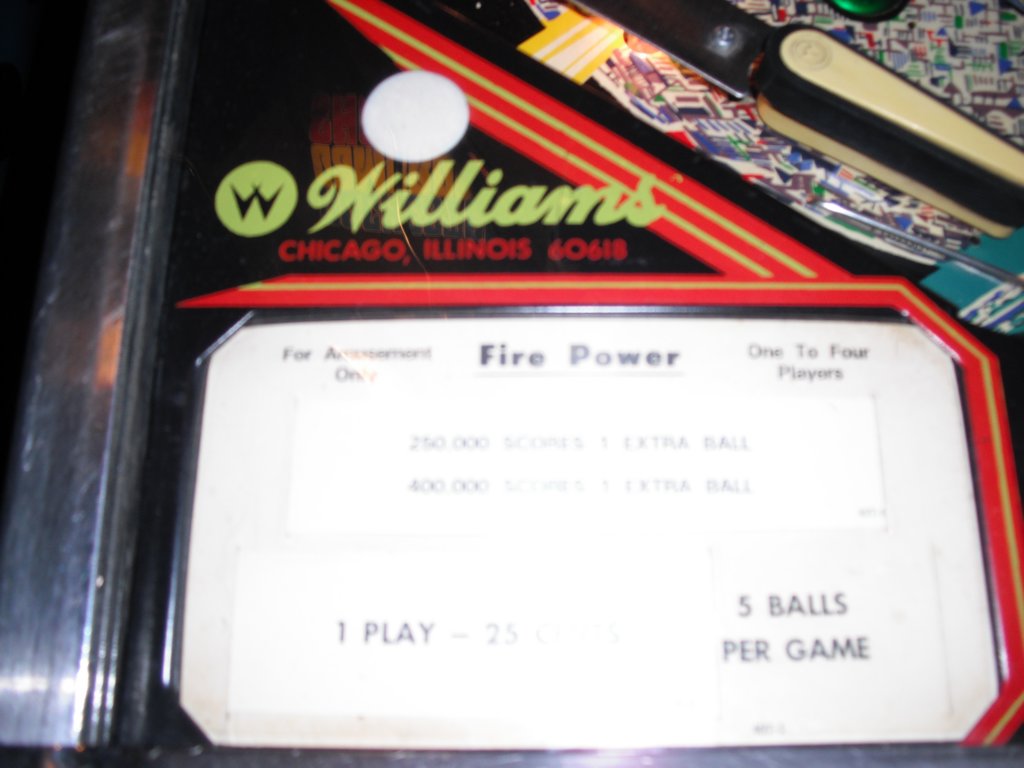 Williams
CHICAGO, ILLINOIS 60618
For Amusement Only
Fire Power
One To Four Players
250,000 SCORES 1 EXTRA BALL
400,000 SCORES 1 EXTRA BALL
1 PLAY – 25 CENTS
5 BALLS
PER GAME